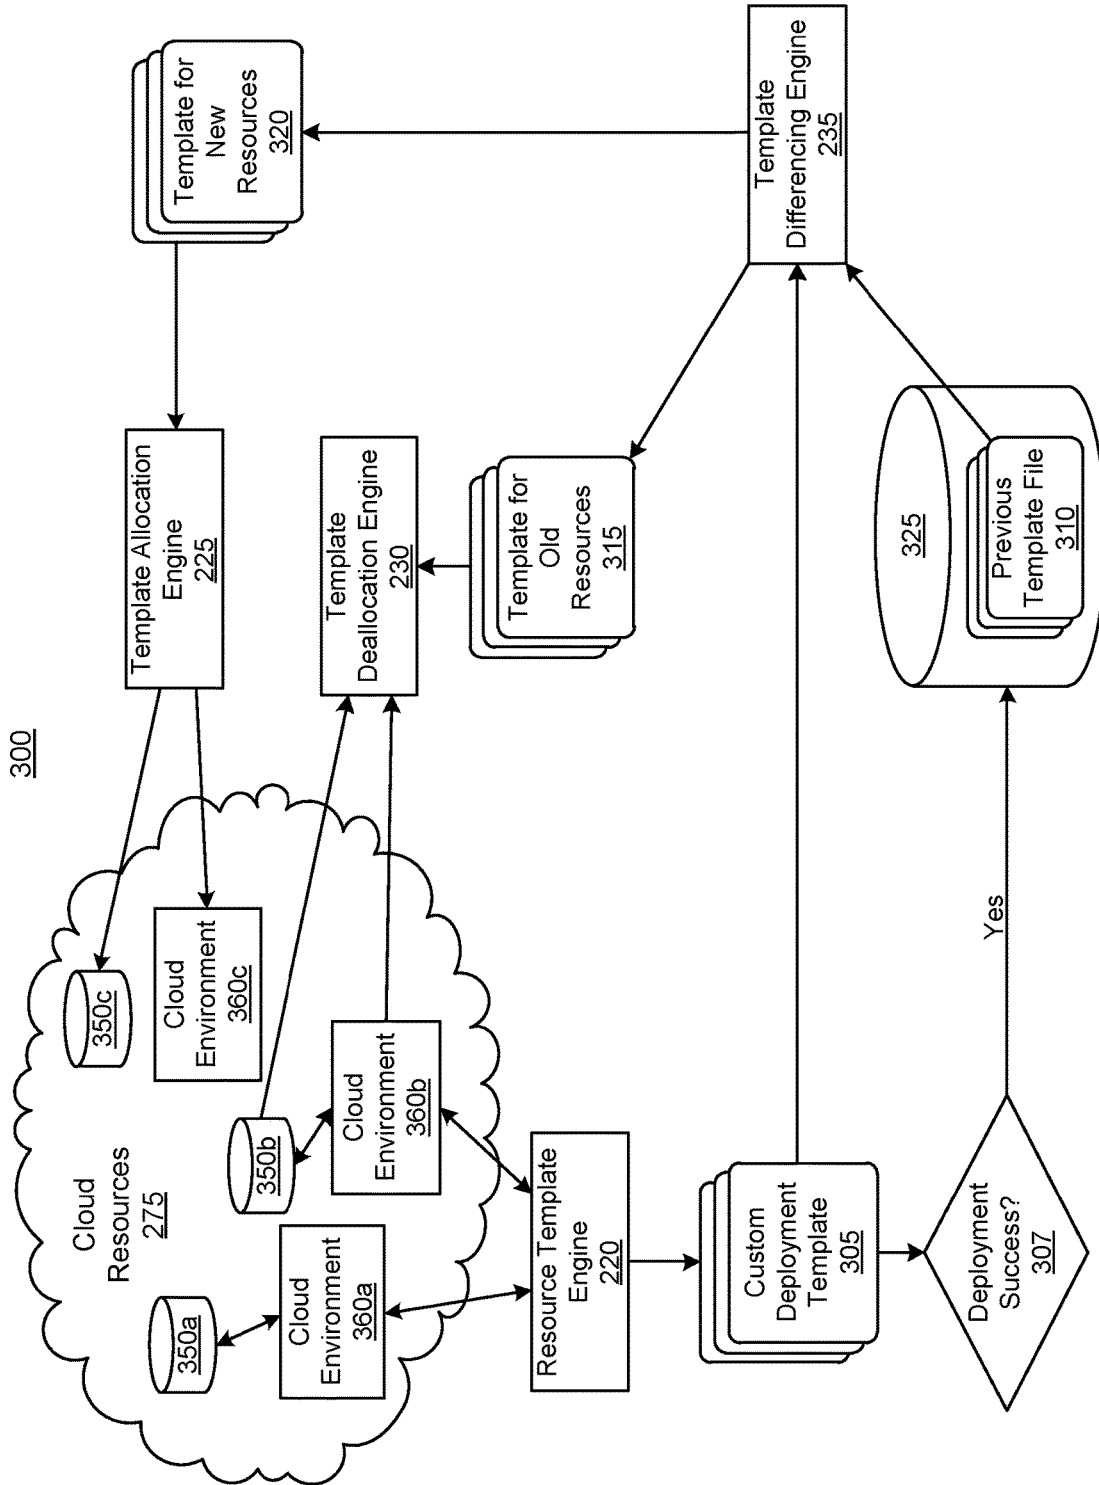 300
Cloud
Resources
275
350a
Cloud
Environment
360a
350b
Cloud
Environment
360b
350c
Cloud
Environment
360c
Template Allocation
Engine
225
Template for
New
Resources
320
Template
Deallocation Engine
230
Template for
Old
Resources
315
Resource Template
Engine
220
Custom
Deployment
Template
305
Template
Differencing Engine
235
Deployment
Success?
307
Yes
325
Previous
Template File
310